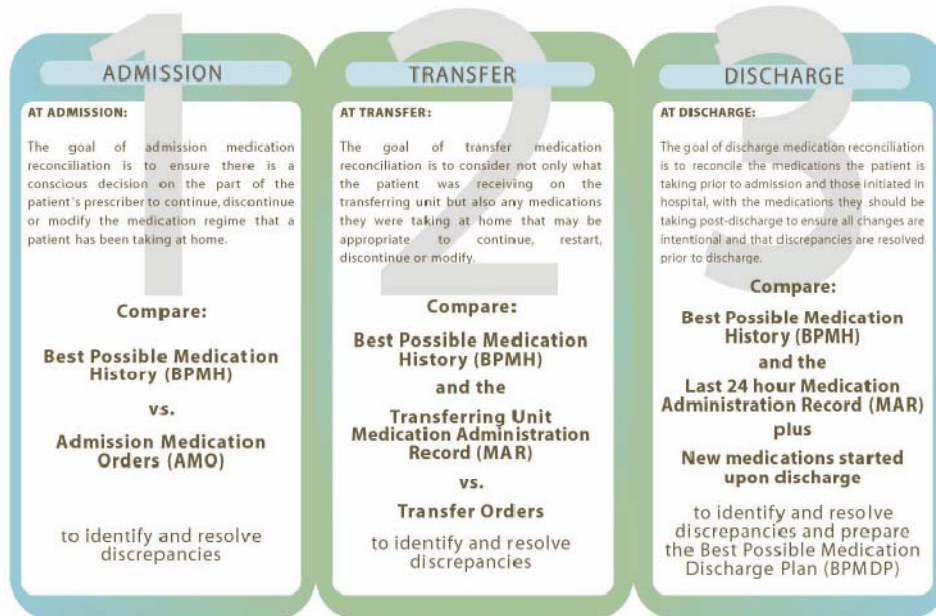 1
ADMISSION
AT ADMISSION:
The goal of admission medication
reconciliation is to ensure there is a
conscious decision on the part of the
patient's prescriber to continue, discontinue
or modify the medication regime that a
patient has been taking at home.
Compare:
Best Possible Medication
History (BPMH)
vs.
Admission Medication
Orders (AMO)
to identify and resolve
discrepancies
2
TRANSFER
AT TRANSFER:
The goal of transfer medication
reconciliation is to consider not only what
the patient was receiving on the
transferring unit but also any medications
they were taking at home that may be
appropriate to continue, restart,
discontinue or modify.
Compare:
Best Possible Medication
History (BPMH)
and the
Transferring Unit
Medication Administration
Record (MAR)
vs.
Transfer Orders
to identify and resolve
discrepancies
3
DISCHARGE
AT DISCHARGE:
The goal of discharge medication reconciliation
is to reconcile the medications the patient is
taking prior to admission and those initiated in
hospital, with the medications they should be
taking post-discharge to ensure all changes are
intentional and that discrepancies are resolved
prior to discharge.
Compare:
Best Possible Medication
History (BPMH)
and the
Last 24 hour Medication
Administration Record (MAR)
plus
New medications started
upon discharge
to identify and resolve
discrepancies and prepare
the Best Possible Medication
Discharge Plan (BPMDP)